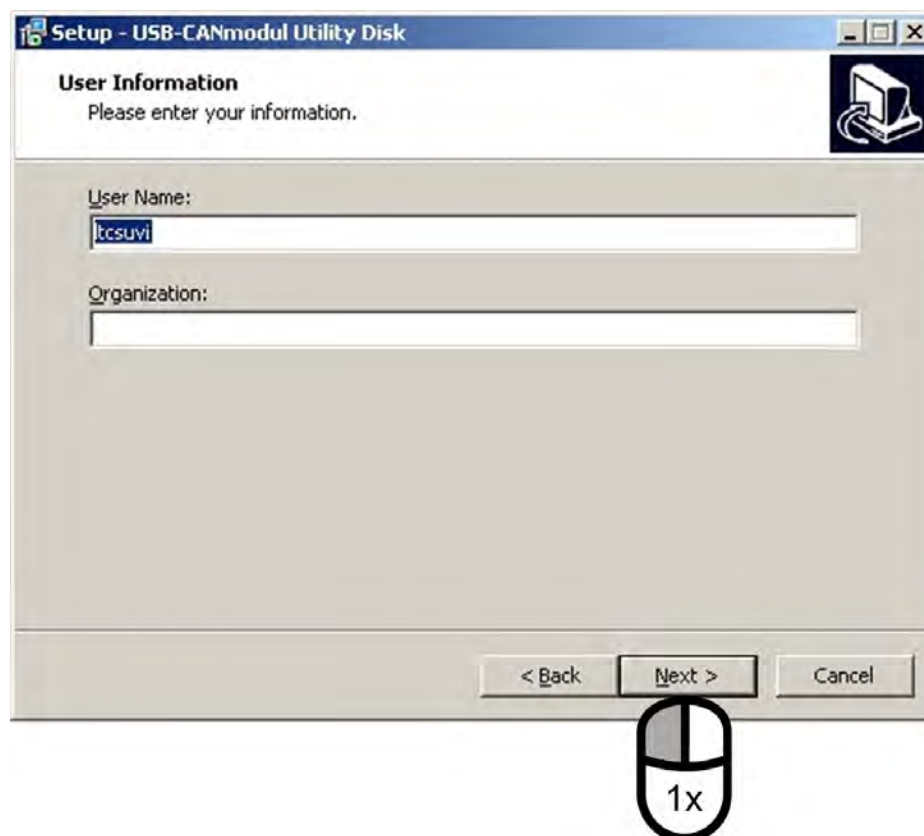 Setup - USB-CANmodul Utility Disk
User Information
Please enter your information.
User Name:
tcsuvi
Organization:
< Back
Next >
Cancel
1x